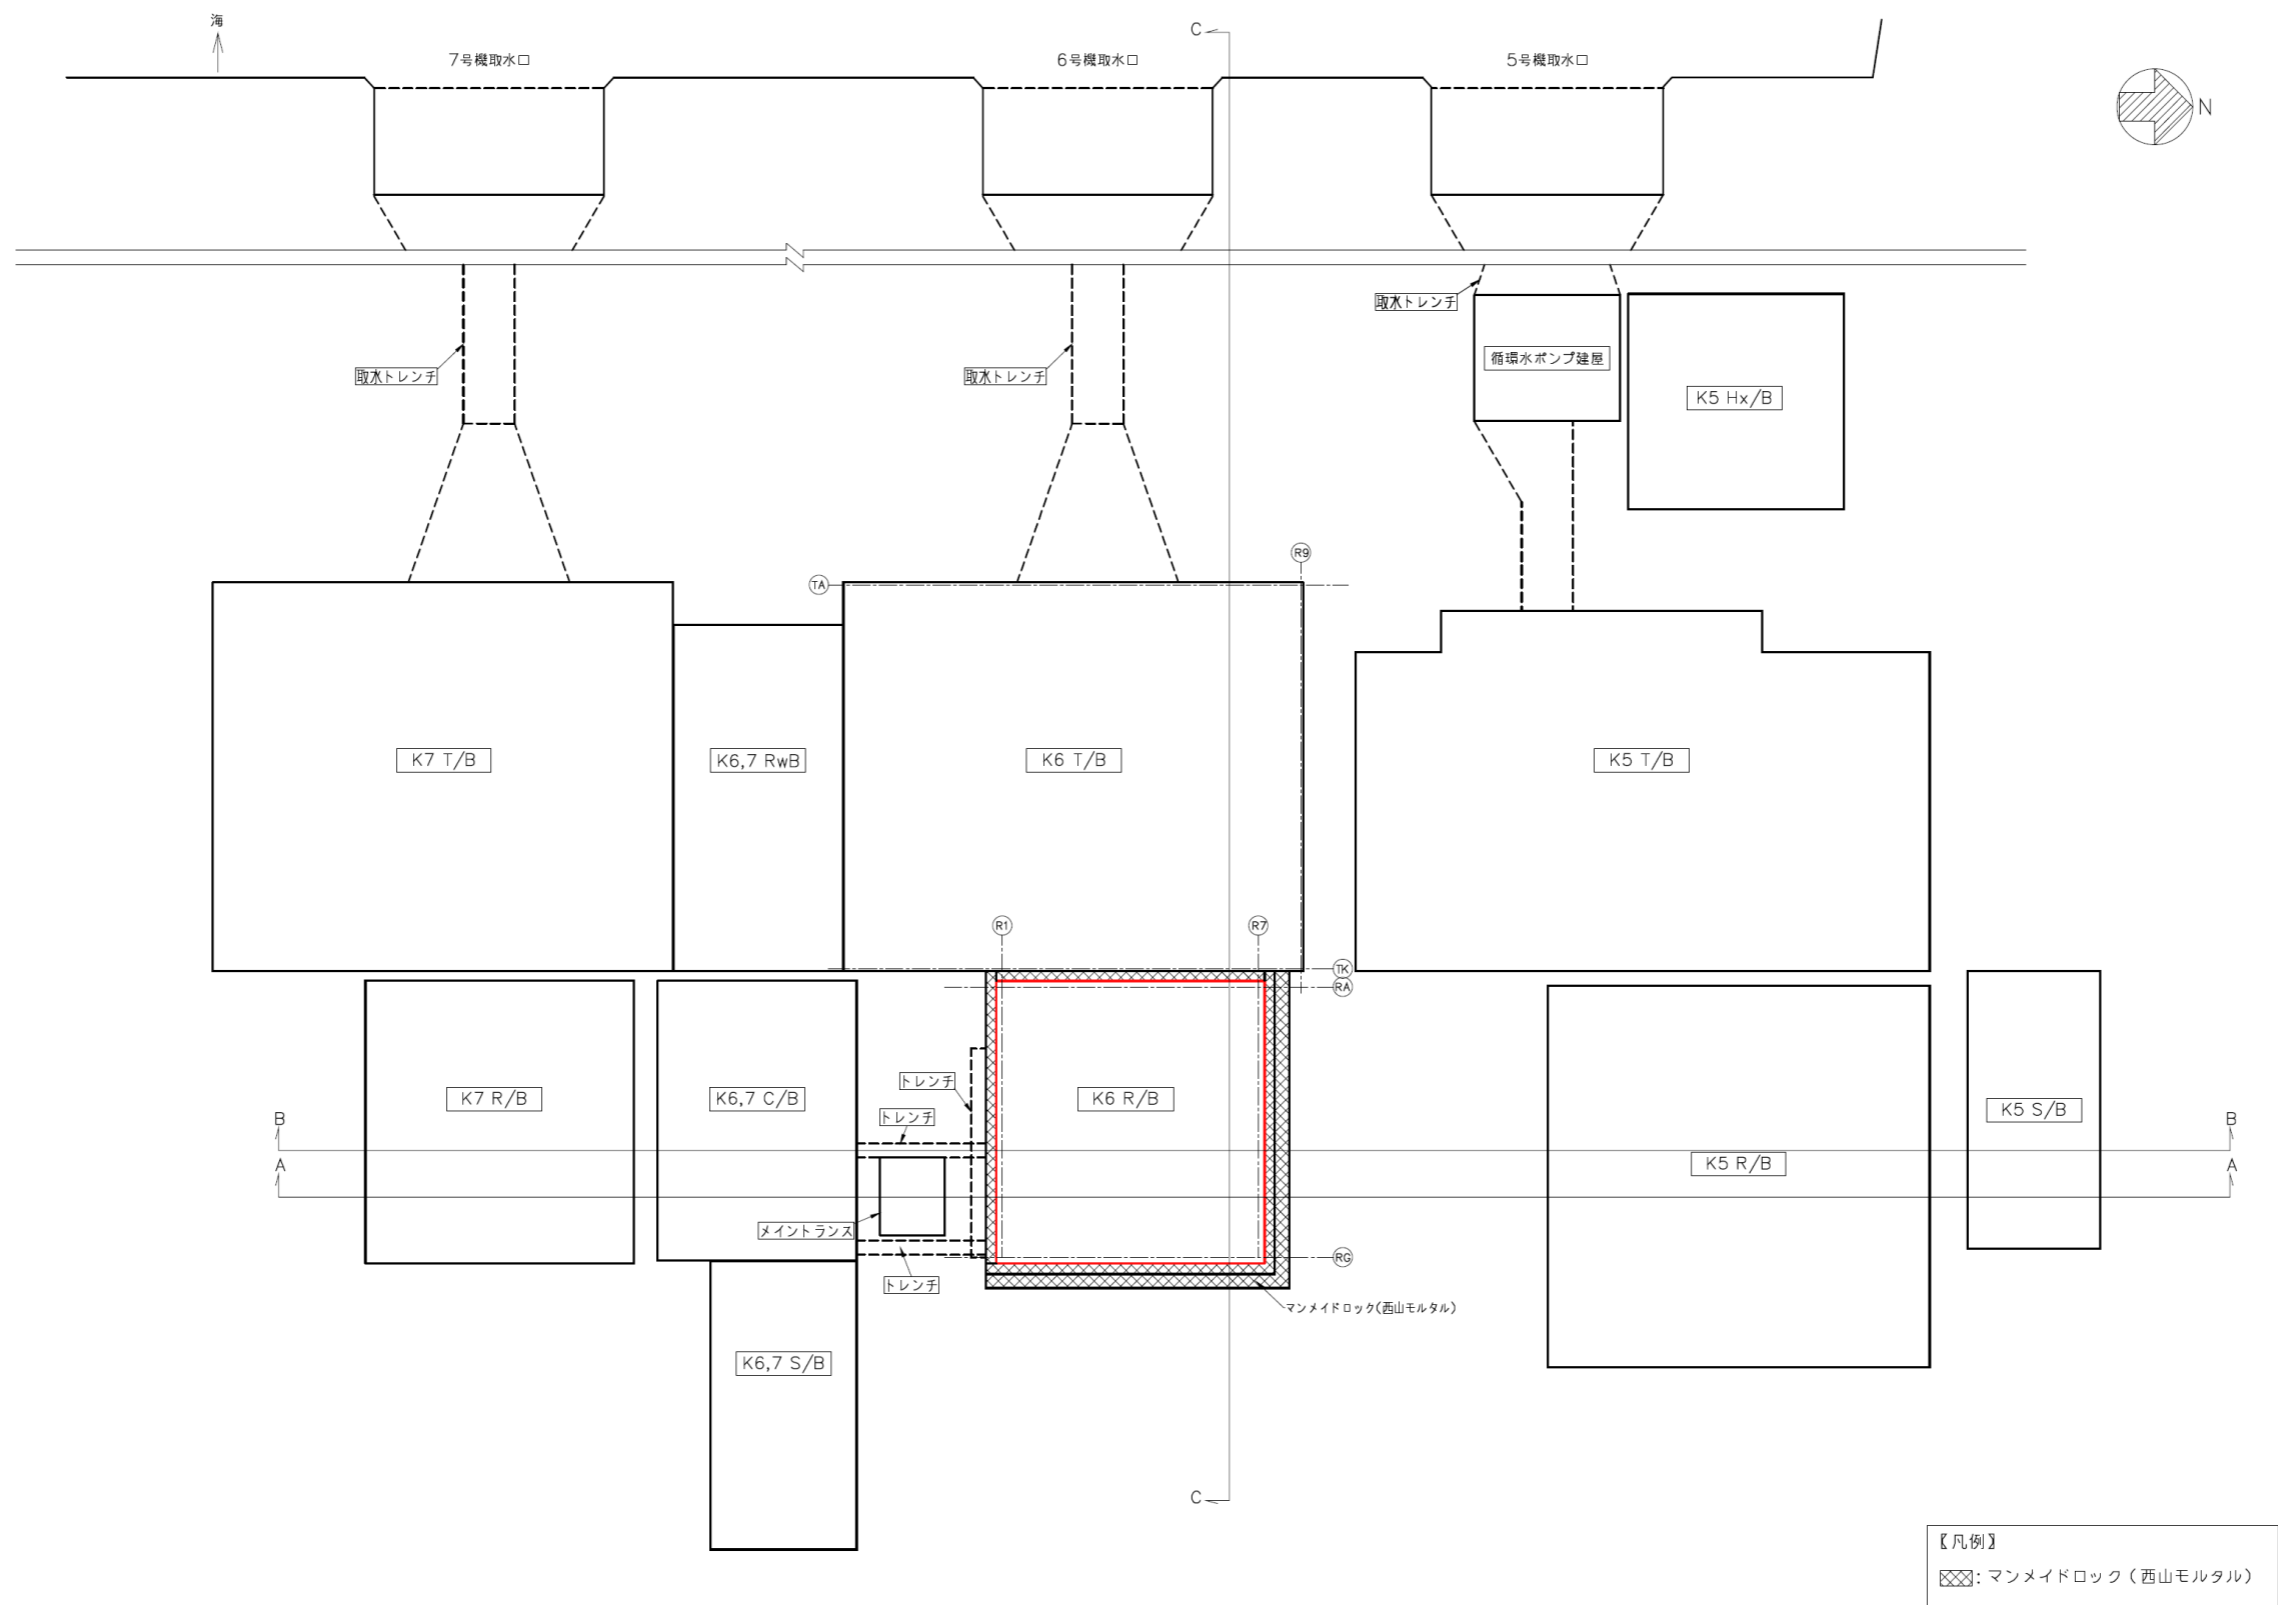 海
C
7号機取水口
6号機取水口
5号機取水口
N
取水トレンチ
取水トレンチ
取水トレンチ
循環水ポンプ建屋
K5 Hx/B
R9
TA
K7 T/B
K6,7 RwB
K6 T/B
K5 T/B
R1
R7
TK
RA
トレンチ
K7 R/B
K6,7 C/B
トレンチ
K6 R/B
K5 S/B
B
B
A
A
K5 R/B
メイントランス
トレンチ
RG
マンメイドロック(西山モルタル)
K6,7 S/B
C
〖凡例〗
:マンメイドロック(西山モルタル)